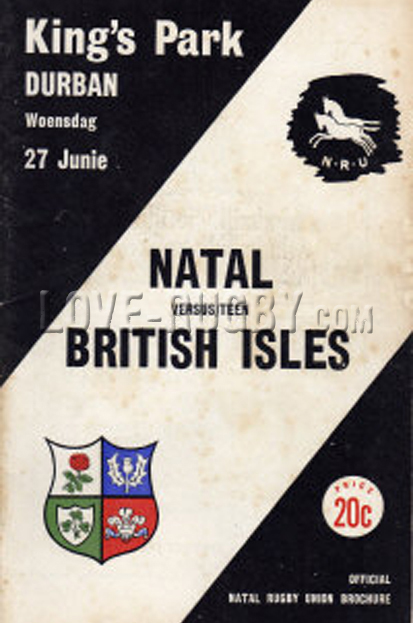 King's Park
DURBAN
Woensdag
27 Junie
N·R·U
NATAL
VERSUS/TEEN
LOVE-RUGBY.com
BRITISH ISLES
PRICE
20c
OFFICIAL
NATAL RUGBY UNION BROCHURE